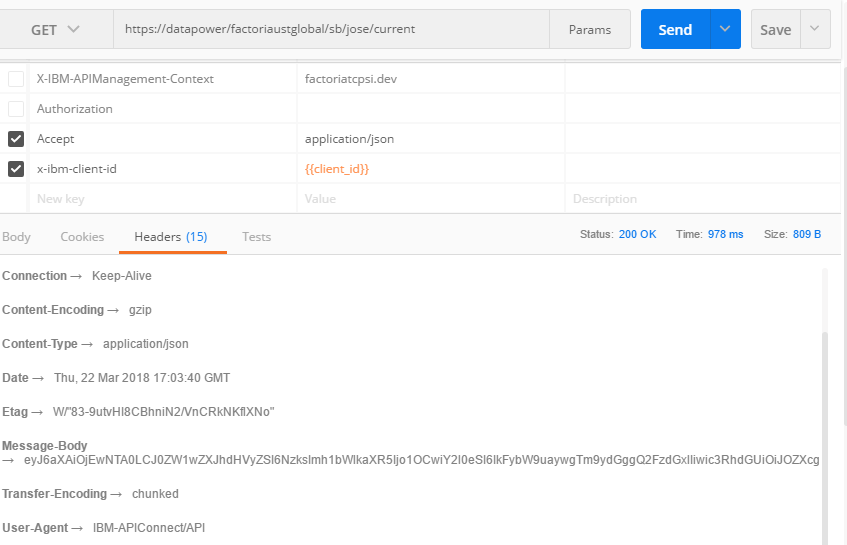 GET https://datapower/factoriaustglobal/sb/jose/current Params Send Save
X-IBM-APIManagement-Context factoriatcpsi.dev
Authorization
Accept application/json
x-ibm-client-id {{client_id}}
New key Value Description
Body Cookies Headers (15) Tests Status: 200 OK Time: 978 ms Size: 809 B
Connection → Keep-Alive
Content-Encoding → gzip
Content-Type → application/json
Date → Thu, 22 Mar 2018 17:03:40 GMT
Etag → W/"83-9utvHI8CBhniN2/VnCRkNKflXNo"
Message-Body
→ eyJ6aXAiOjEwNTA0LCJ0ZW1wZXJhdHVyZSI6NzksImh1bWlkaXR5Ijo1OCwiY2l0eSI6IkFybW9uaywgTm9ydGggQ2FzdGxlIiwic3RhdGUiOiJOZXcg
Transfer-Encoding → chunked
User-Agent → IBM-APIConnect/API